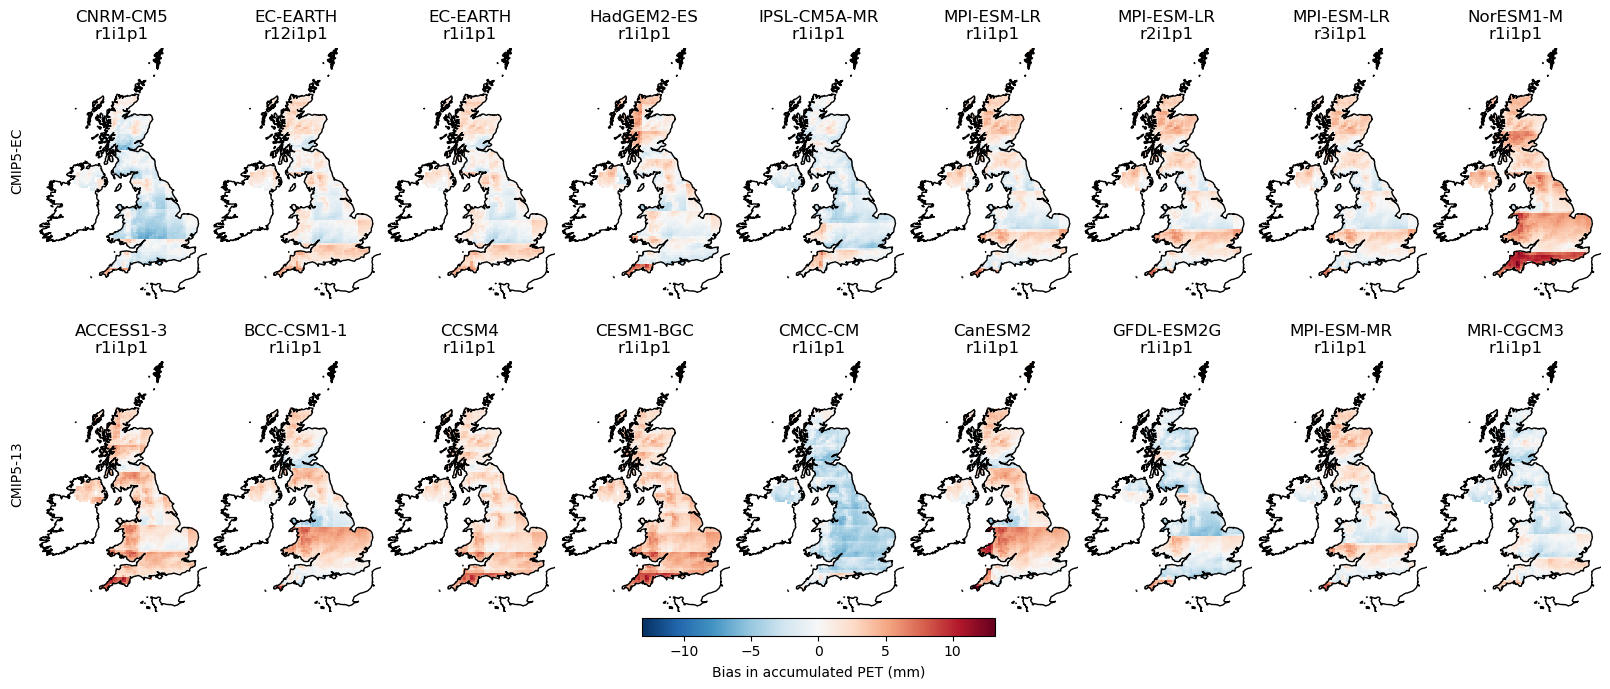 CNRM-CM5
r1i1p1
EC-EARTH
r12i1p1
EC-EARTH
r1i1p1
HadGEM2-ES
r1i1p1
IPSL-CM5A-MR
r1i1p1
MPI-ESM-LR
r1i1p1
MPI-ESM-LR
r2i1p1
MPI-ESM-LR
r3i1p1
NorESM1-M
r1i1p1
CMIP5-EC
ACCESS1-3
r1i1p1
BCC-CSM1-1
r1i1p1
CCSM4
r1i1p1
CESM1-BGC
r1i1p1
CMCC-CM
r1i1p1
CanESM2
r1i1p1
GFDL-ESM2G
r1i1p1
MPI-ESM-MR
r1i1p1
MRI-CGCM3
r1i1p1
CMIP5-13
−10 −5 0 5 10
Bias in accumulated PET (mm)